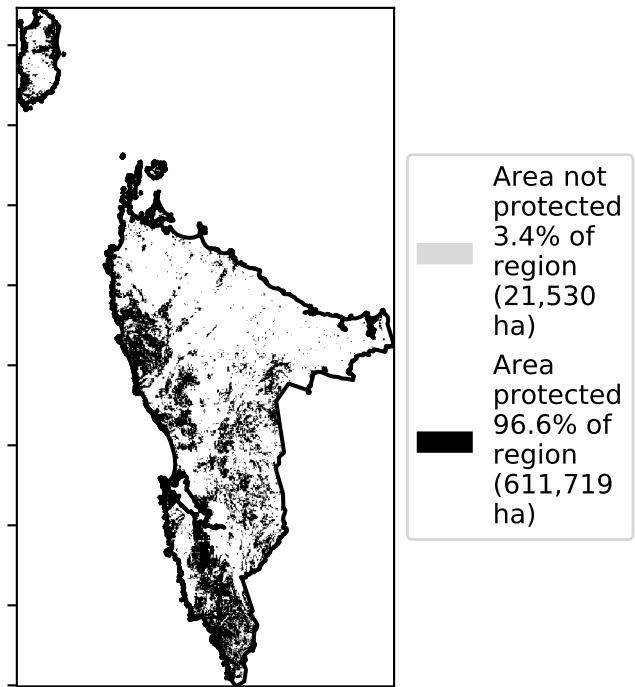 Area not
protected
3.4% of
region
(21,530
ha)
Area
protected
96.6% of
region
(611,719
ha)